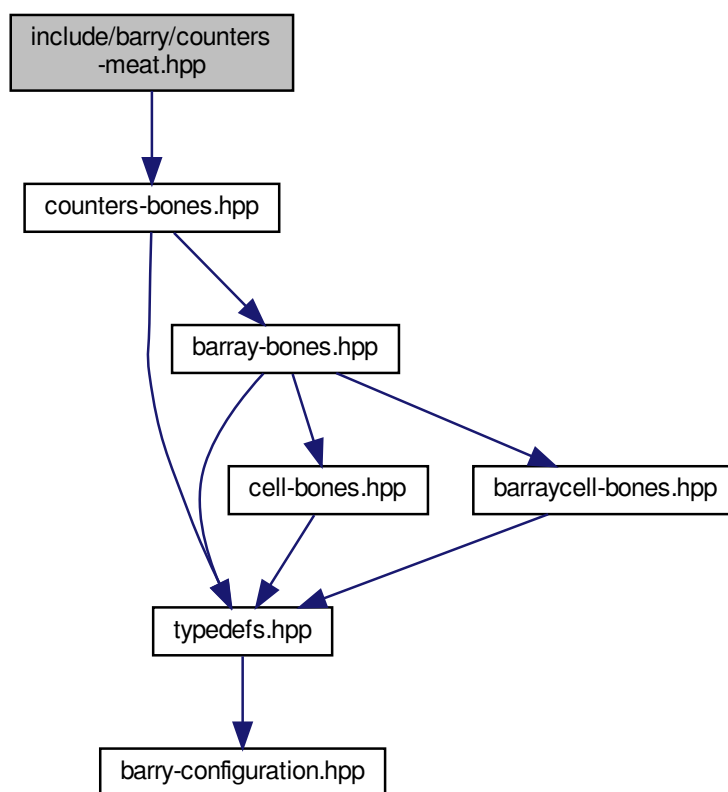 include/barry/counters
-meat.hpp
counters-bones.hpp
barray-bones.hpp
cell-bones.hpp
barraycell-bones.hpp
typedefs.hpp
barry-configuration.hpp